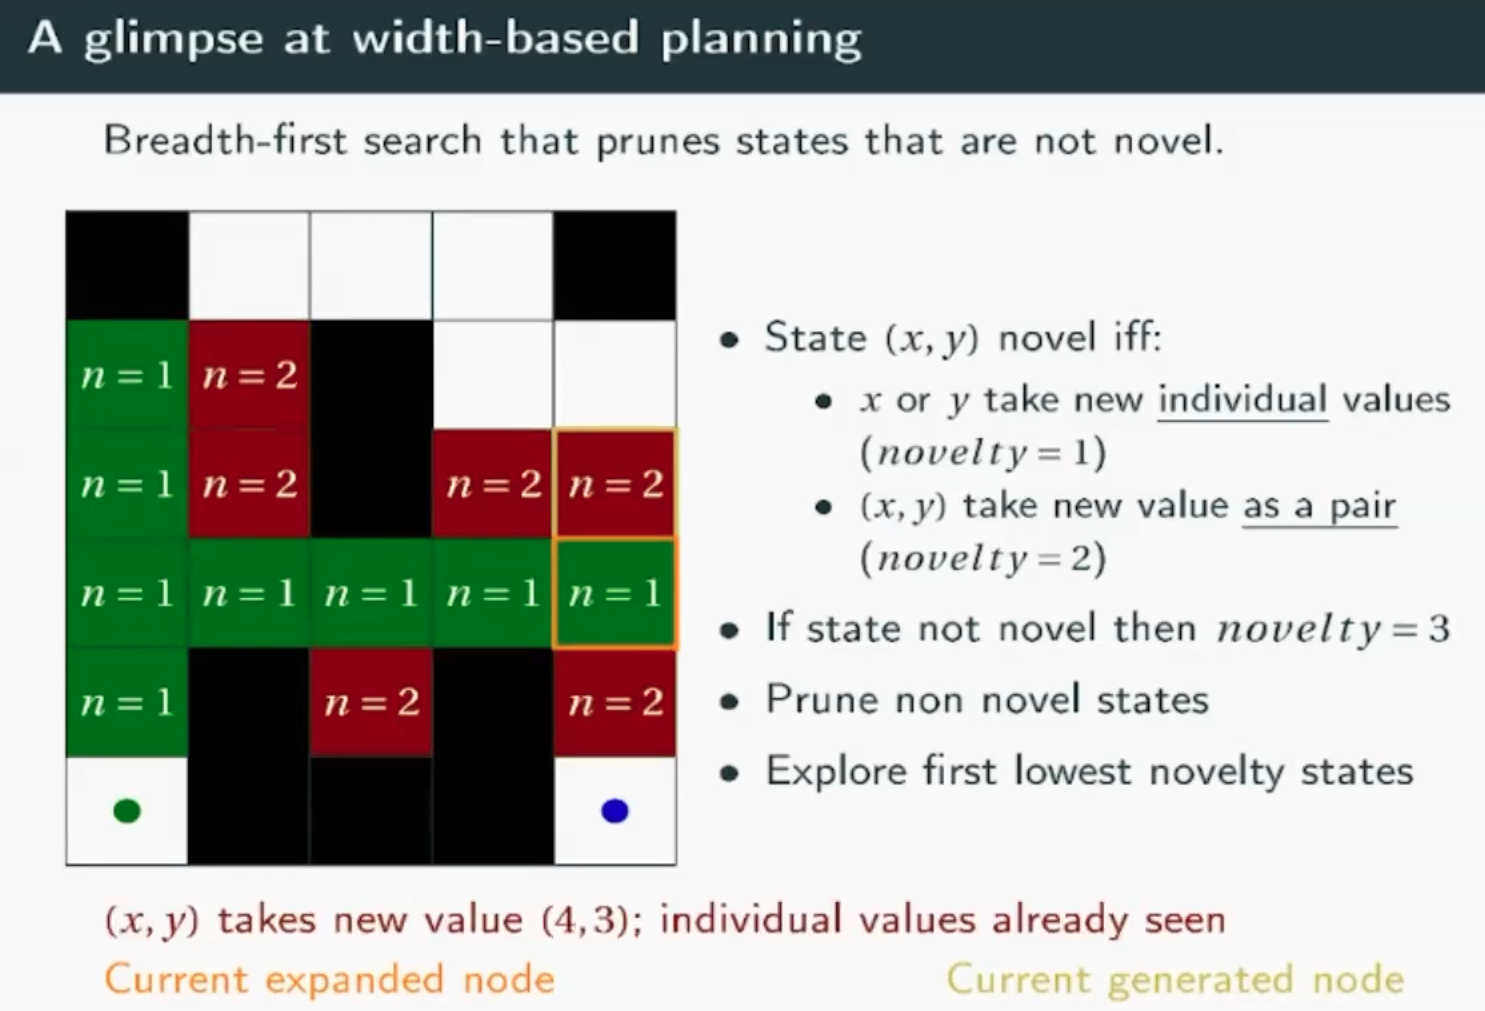 A glimpse at width-based planning
Breadth-first search that prunes states that are not novel.
n = 1 n = 2
n = 1 n = 2 n = 2 n = 2
n = 1 n = 1 n = 1 n = 1 n = 1
n = 1 n = 2 n = 2
• State (x, y) novel iff:
• x or y take new individual values
(novelty = 1)
• (x, y) take new value as a pair
(novelty = 2)
• If state not novel then novelty = 3
• Prune non novel states
• Explore first lowest novelty states
(x, y) takes new value (4,3); individual values already seen
Current expanded node
Current generated node